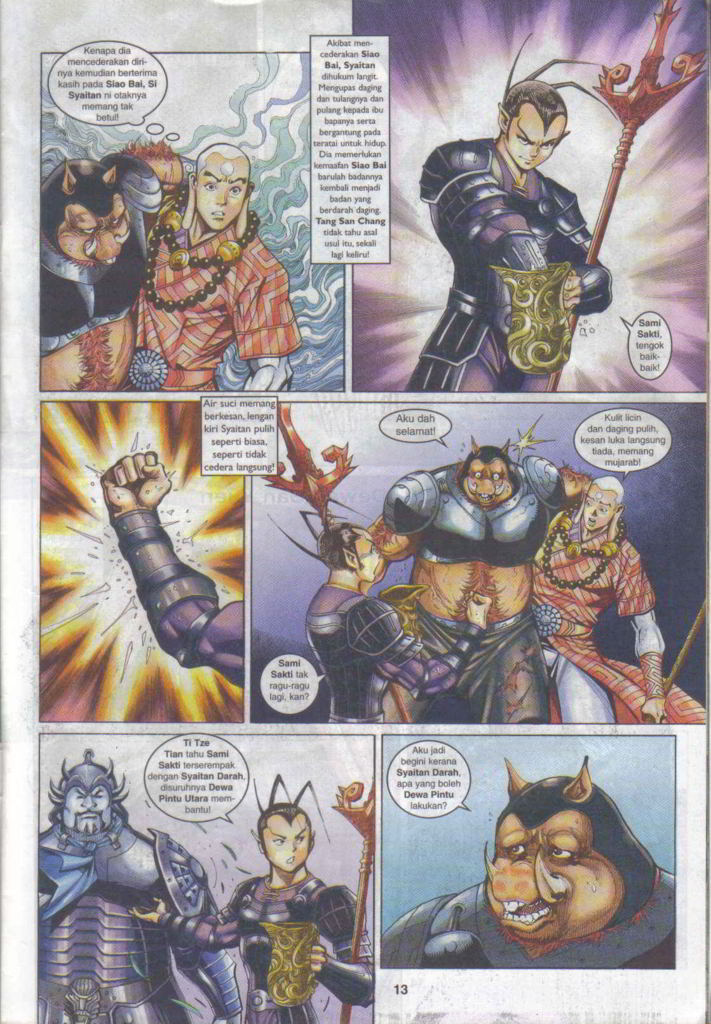 Kenapa dia
mencederakan diri-
nya kemudian berterima
kasih pada Siao Bai, Si
Syaitan ni otaknya
memang tak
betul!
Akibat men-
cederakan Siao
Bai, Syaitan
dihukum langit.
Mengupas daging
dan tulangnya dan
pulang kepada ibu
bapanya serta
bergantung pada
teratai untuk hidup.
Dia memerlukan
kemaafan Siao Bai
barulah badannya
kembali menjadi
badan yang
berdarah daging.
Tang San Chang
tidak tahu asal
usul itu, sekali
lagi keliru!
Sami
Sakti,
tengok
baik-
baik!
Air suci memang
berkesan, lengan
kiri Syaitan pulih
seperti biasa,
seperti tidak
cedera langsung!
Aku dah
selamat!
Kulit licin
dan daging pulih,
kesan luka langsung
tiada, memang
mujarab!
Sami
Sakti tak
ragu-ragu
lagi, kan?
Ti Tze
Tian tahu Sami
Sakti terserempak
dengan Syaitan Darah,
disuruhnya Dewa
Pintu Utara mem-
bantu!
Aku jadi
begini kerana
Syaitan Darah,
apa yang boleh
Dewa Pintu
lakukan?
13